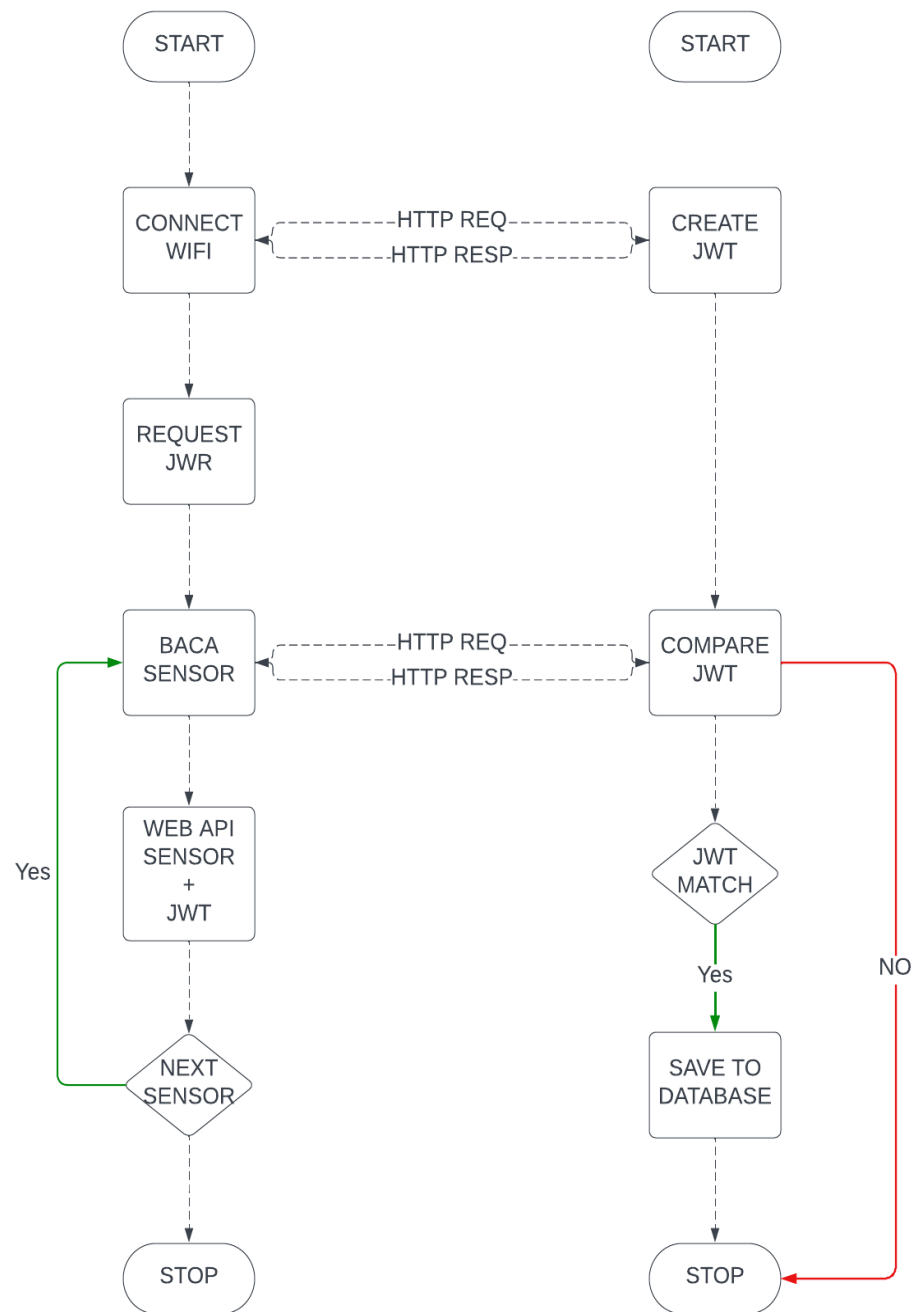 START
START
CONNECT
WIFI
HTTP REQ
HTTP RESP
CREATE
JWT
REQUEST
JWR
BACA
SENSOR
HTTP REQ
HTTP RESP
COMPARE
JWT
WEB API
SENSOR
+
JWT
Yes
JWT
MATCH
Yes
NO
NEXT
SENSOR
SAVE TO
DATABASE
STOP
STOP